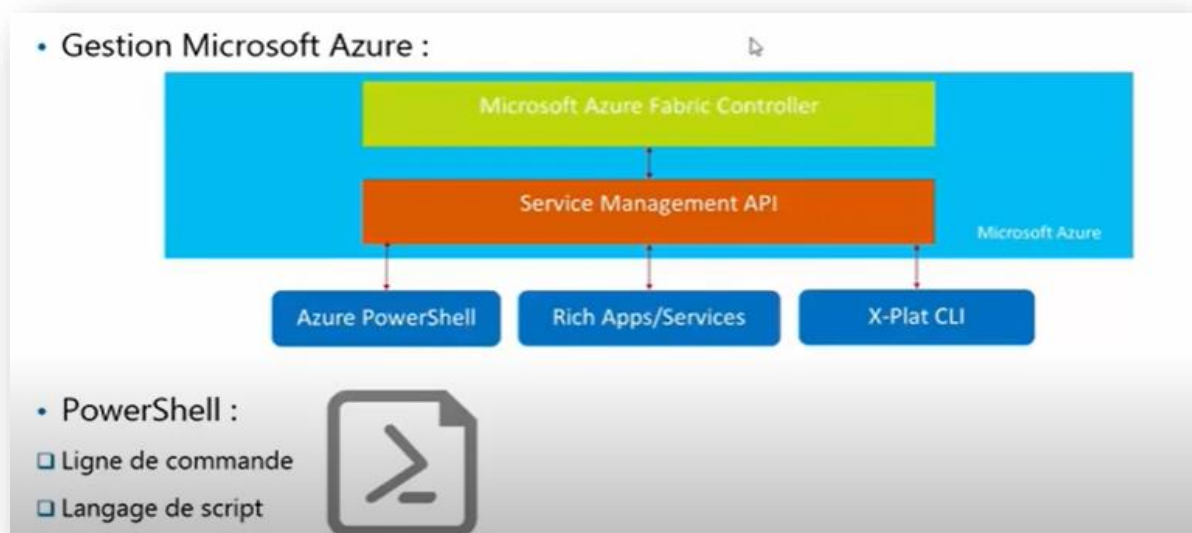 • Gestion Microsoft Azure :
Microsoft Azure Fabric Controller
Service Management API
Microsoft Azure
Azure PowerShell
Rich Apps/Services
X-Plat CLI
• PowerShell :
Ligne de commande
Langage de script